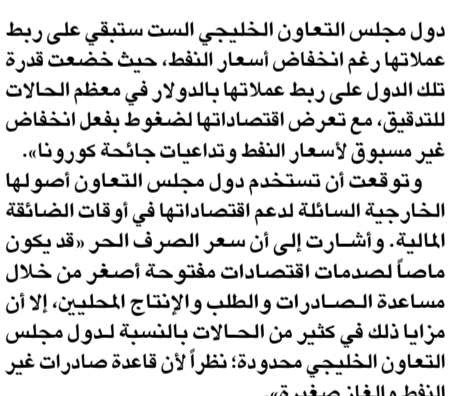 دول مجلس التعاون الخليجي الست ستبقي على ربط
عملاتها رغم انخفاض أسعار النفط، حيث خضعت قدرة
تلك الدول على ربط عملاتها بالدولار في معظم الحالات
للتدقيق، مع تعرض اقتصاداتها لضغوط بفعل انخفاض
غير مسبوق لأسعار النفط وتداعيات جائحة كورونا».
وتوقعت أن تستخدم دول مجلس التعاون أصولها
الخارجية السائلة لدعم اقتصاداتها في أوقات الضائقة
المالية. وأشارت إلى أن سعر الصرف الحر «قد يكون
ماصاً لصدمات اقتصادات مفتوحة أصغر من خلال
مساعدة الصادرات والطلب والإنتاج المحليين، إلا أن
مزايا ذلك في كثير من الحالات بالنسبة لدول مجلس
التعاون الخليجي محدودة؛ نظراً لأن قاعدة صادرات غير
النفط والغاز صغيرة».